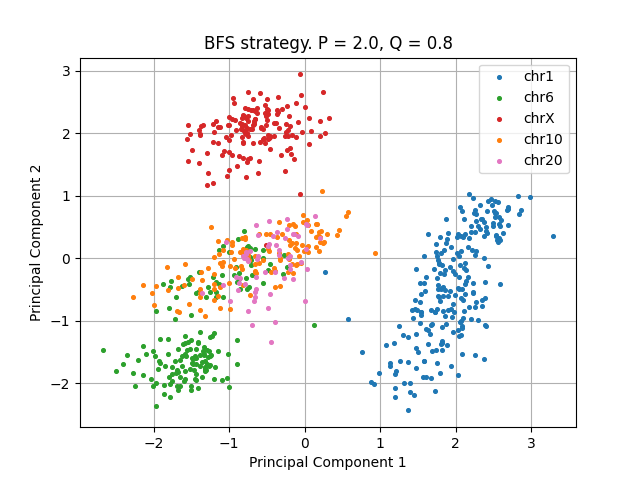 BFS strategy. P = 2.0, Q = 0.8
3
2
1
0
−1
−2
Principal Component 2
chr1
chr6
chrX
chr10
chr20
−2 −1 0 1 2 3
Principal Component 1